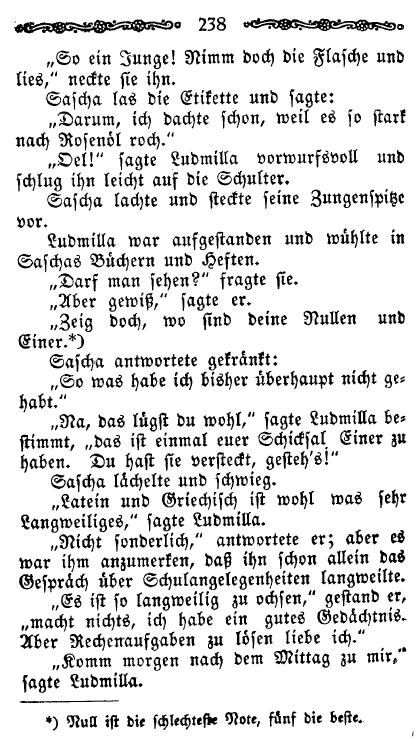 238
„So ein Junge! Nimm doch die Flasche und
lies,“ neckte sie ihn.
Sascha las die Etikette und sagte:
„Darum, ich dachte schon, weil es so stark
nach Rosenöl roch.“
„Oel!“ sagte Ludmilla vorwurfsvoll und
schlug ihn leicht auf die Schulter.
Sascha lachte und steckte seine Zungenspitze
vor.
Ludmilla war aufgestanden und wühlte in
Saschas Büchern und Heften.
„Darf man sehen?“ fragte sie.
„Aber gewiß,“ sagte er.
„Zeig doch, wo sind deine Nullen und
Einer.*)
Sascha antwortete gekränkt:
„So was habe ich bisher überhaupt nicht ge-
habt.“
„Na, das lügst du wohl,“ sagte Ludmilla be-
stimmt, „das ist einmal euer Schicksal Einer zu
haben. Du hast sie versteckt, gesteh's!“
Sascha lächelte und schwieg.
„Latein und Griechisch ist wohl was sehr
Langweiliges,“ sagte Ludmilla.
„Nicht sonderlich,“ antwortete er; aber es
war ihm anzumerken, daß ihn schon allein das
Gespräch über Schulangelegenheiten langweilte.
„Es ist so langweilig zu ochsen,“ gestand er,
„macht nichts, ich habe ein gutes Gedächtnis.
Aber Rechenaufgaben zu lösen liebe ich.“
„Komm morgen nach dem Mittag zu mir,“
sagte Ludmilla.
*) Null ist die schlechteste Note, fünf die beste.